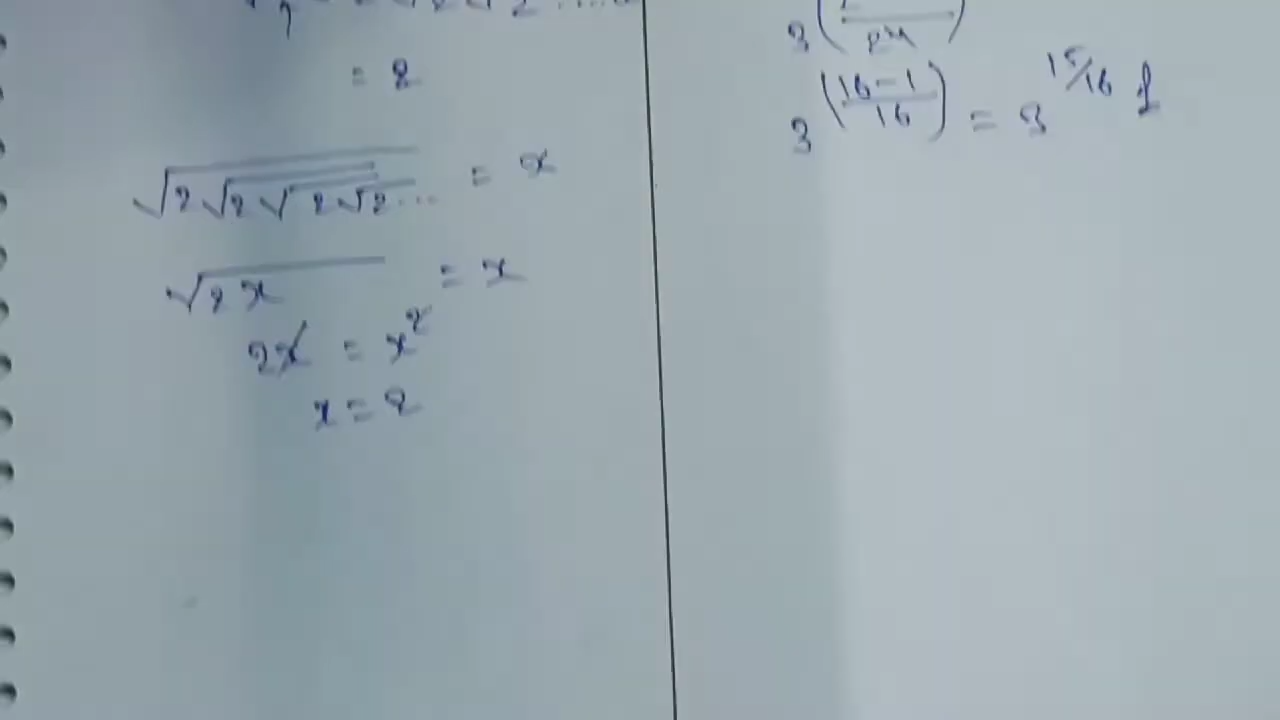 = 2
√(2√(2√(2√2... = x
√(2x) = x
2x = x²
x = 2
3^((16-1)/16) = 3^(15/16)